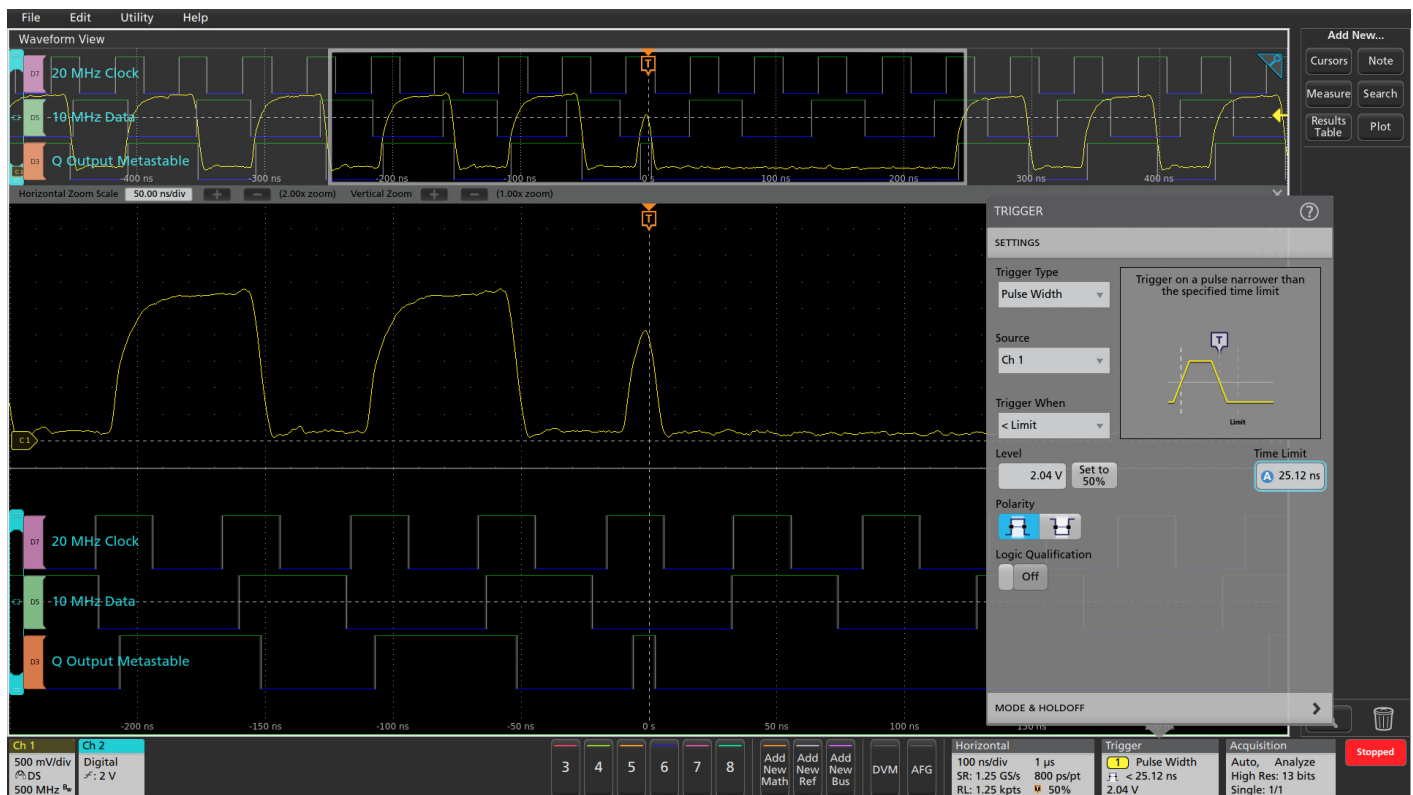 File Edit Utility Help
Waveform View
Add New...
Cursors Note
Measure Search
Results Table Plot
D7 20 MHz Clock
C2 D5 10 MHz Data
D3 Q Output Metastable
C1
T
-400 ns -300 ns -200 ns -100 ns 0 s 100 ns 200 ns 300 ns 400 ns
Horizontal Zoom Scale 50.00 ns/div + — (2.00x zoom) Vertical Zoom + — (1.00x zoom)
T
C1
D7 20 MHz Clock
C2 D5 10 MHz Data
D3 Q Output Metastable
-200 ns -150 ns -100 ns -50 ns 0 s 50 ns 100 ns 150 ns
TRIGGER ?
SETTINGS
Trigger Type
Pulse Width
Trigger on a pulse narrower than
the specified time limit
T
Limit
Source
Ch 1
Trigger When
< Limit
Level Time Limit
2.04 V Set to 50% A 25.12 ns
Polarity
Logic Qualification
Off
MODE & HOLDOFF
Ch 1
500 mV/div
DS
500 MHz Bw
Ch 2
Digital
: 2 V
3 4 5 6 7 8
Add New Math
Add New Ref
Add New Bus
DVM AFG
Horizontal
100 ns/div 1 µs
SR: 1.25 GS/s 800 ps/pt
RL: 1.25 kpts 50%
Trigger
1 Pulse Width
< 25.12 ns
2.04 V
Acquisition
Auto, Analyze
High Res: 13 bits
Single: 1/1
Stopped